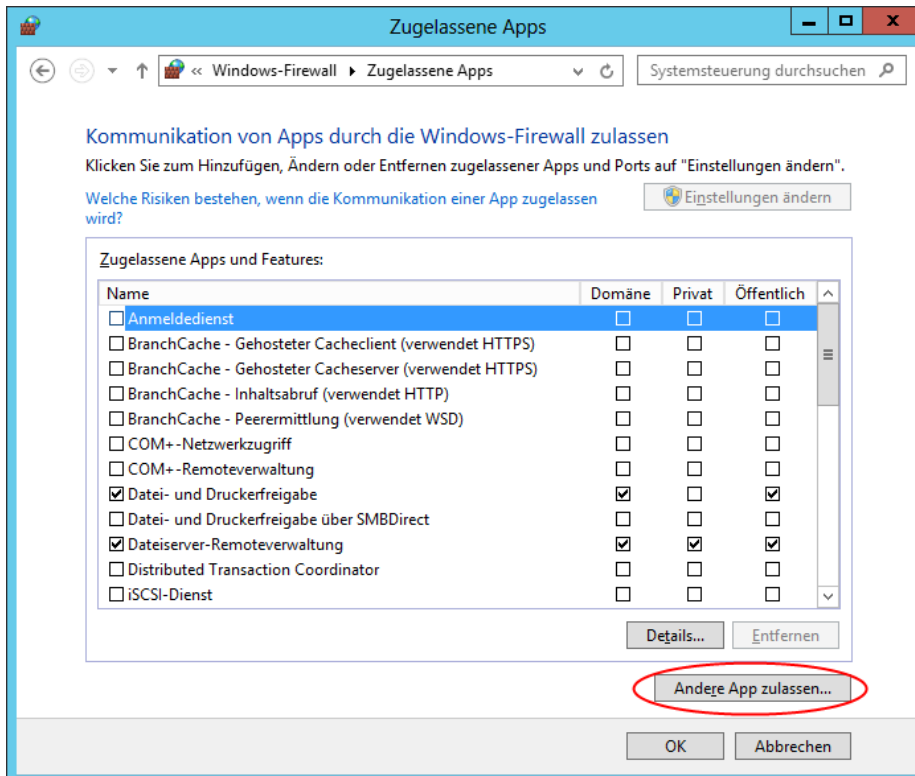 Zugelassene Apps
« Windows-Firewall Zugelassene Apps
Systemsteuerung durchsuchen
Kommunikation von Apps durch die Windows-Firewall zulassen
Klicken Sie zum Hinzufügen, Ändern oder Entfernen zugelassener Apps und Ports auf "Einstellungen ändern".
Welche Risiken bestehen, wenn die Kommunikation einer App zugelassen
wird?
Einstellungen ändern
Zugelassene Apps und Features:
Name Domäne Privat Öffentlich
Anmeldedienst
BranchCache - Gehosteter Cacheclient (verwendet HTTPS)
BranchCache - Gehosteter Cacheserver (verwendet HTTPS)
BranchCache - Inhaltsabruf (verwendet HTTP)
BranchCache - Peerermittlung (verwendet WSD)
COM+-Netzwerkzugriff
COM+-Remoteverwaltung
Datei- und Druckerfreigabe
Datei- und Druckerfreigabe über SMBDirect
Dateiserver-Remoteverwaltung
Distributed Transaction Coordinator
iSCSI-Dienst
Details... Entfernen
Andere App zulassen...
OK Abbrechen